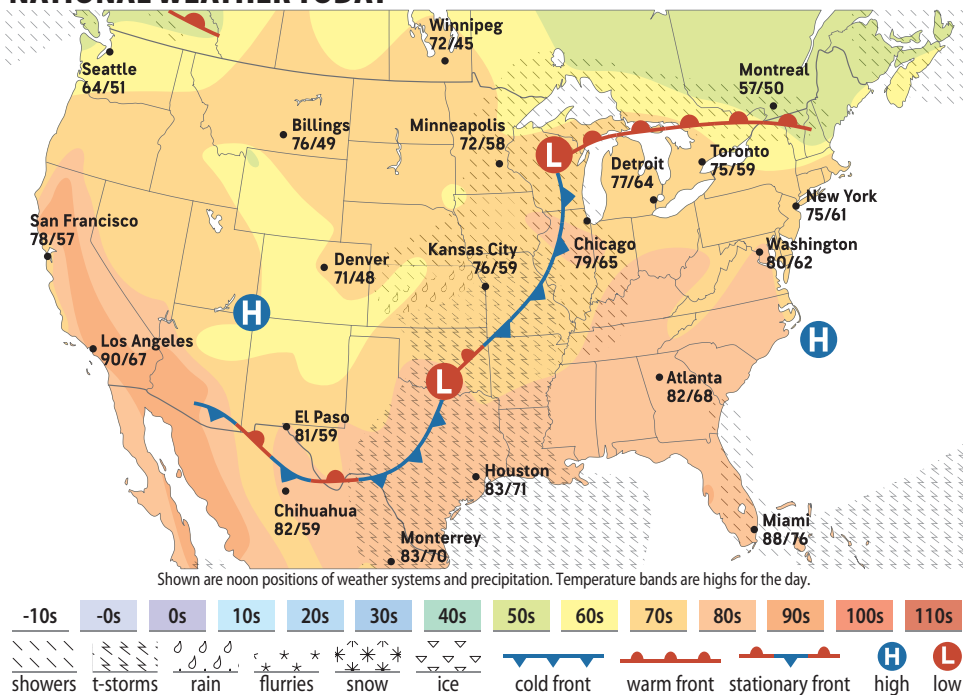 NATIONAL WEATHER TODAY
Winnipeg
72/45
Seattle
64/51
Montreal
57/50
Billings
76/49
Minneapolis
72/58
L
Detroit
77/64
Toronto
75/59
New York
75/61
San Francisco
78/57
Denver
71/48
Kansas City
76/59
Chicago
79/65
Washington
80/62
H
H
Los Angeles
90/67
L
Atlanta
82/68
El Paso
81/59
Houston
83/71
Chihuahua
82/59
Monterrey
83/70
Miami
88/76
Shown are noon positions of weather systems and precipitation. Temperature bands are highs for the day.
-10s -0s 0s 10s 20s 30s 40s 50s 60s 70s 80s 90s 100s 110s
H L
showers t-storms rain flurries snow ice cold front warm front stationary front high low